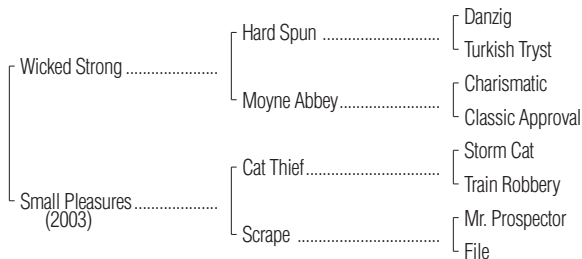 Danzig
Hard Spun ..............................
Turkish Tryst
Wicked Strong .......................
Charismatic
Moyne Abbey .........................
Classic Approval
Storm Cat
Cat Thief .................................
Train Robbery
Small Pleasures .....................
(2003)
Mr. Prospector
Scrape ....................................
File